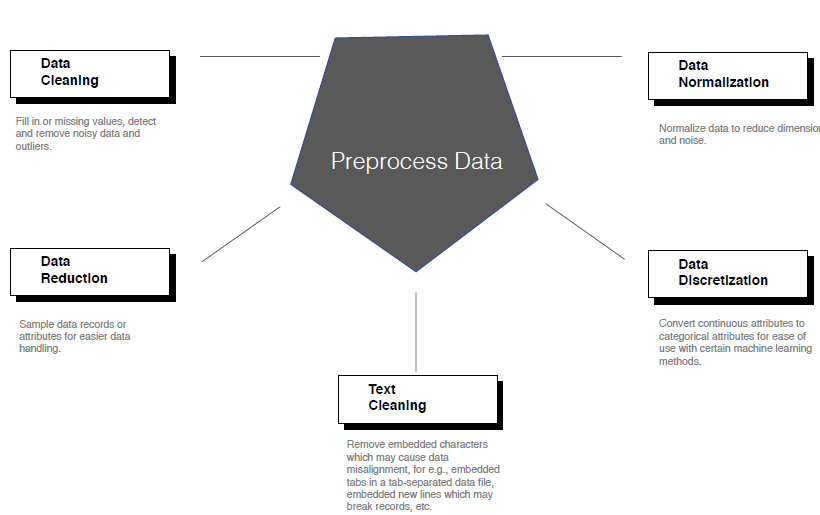 Preprocess Data
Data
Cleaning
Fill in or missing values, detect
and remove noisy data and
outliers.
Data
Normalization
Normalize data to reduce dimension
and noise.
Data
Reduction
Sample data records or
attributes for easier data
handling.
Data
Discretization
Convert continuous attributes to
categorical attributes for ease of
use with certain machine learning
methods.
Text
Cleaning
Remove embedded characters
which may cause data
misalignment, for e.g., embedded
tabs in a tab-separated data file,
embedded new lines which may
break records, etc.